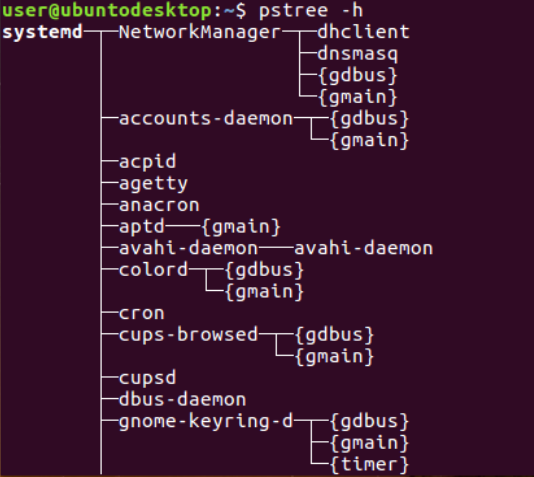 user@ubuntodesktop:~$ pstree -h
systemd─┬─NetworkManager─┬─dhclient
        │                ├─dnsmasq
        │                ├─{gdbus}
        │                └─{gmain}
        ├─accounts-daemon─┬─{gdbus}
        │                 └─{gmain}
        ├─acpid
        ├─agetty
        ├─anacron
        ├─aptd───{gmain}
        ├─avahi-daemon───avahi-daemon
        ├─colord─┬─{gdbus}
        │        └─{gmain}
        ├─cron
        ├─cups-browsed─┬─{gdbus}
        │              └─{gmain}
        ├─cupsd
        ├─dbus-daemon
        ├─gnome-keyring-d─┬─{gdbus}
        │                 ├─{gmain}
        │                 └─{timer}